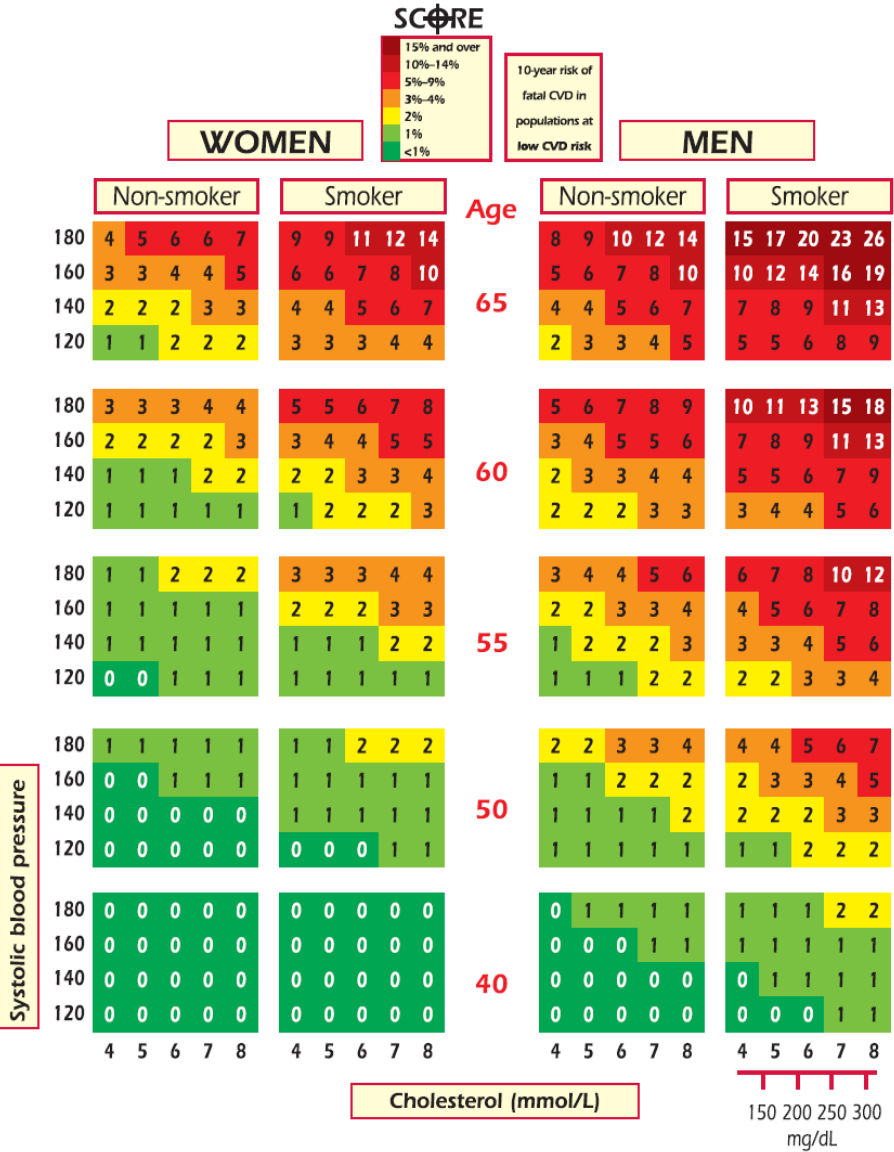 SCORE
15% and over
10%–14%
5%–9%
3%–4%
2%
1%
<1%
10-year risk of
fatal CVD in
populations at
low CVD risk
WOMEN
MEN
Non-smoker
Smoker
Age
Non-smoker
Smoker
180 4 5 6 6 7 9 9 11 12 14 8 9 10 12 14 15 17 20 23 26
160 3 3 4 4 5 6 6 7 8 10 5 6 7 8 10 10 12 14 16 19
65
140 2 2 2 3 3 4 4 5 6 7 4 4 5 6 7 7 8 9 11 13
120 1 1 2 2 2 3 3 3 4 4 2 3 3 4 5 5 5 6 8 9
180 3 3 3 4 4 5 5 6 7 8 5 6 7 8 9 10 11 13 15 18
160 2 2 2 2 3 3 4 4 5 5 3 4 5 5 6 7 8 9 11 13
60
140 1 1 1 2 2 2 2 3 3 4 2 3 3 4 4 5 5 6 7 9
120 1 1 1 1 1 1 2 2 2 3 2 2 2 3 3 3 4 4 5 6
180 1 1 2 2 2 3 3 3 4 4 3 4 4 5 6 6 7 8 10 12
160 1 1 1 1 1 2 2 2 3 3 2 2 3 3 4 4 5 6 7 8
55
140 1 1 1 1 1 1 1 1 2 2 1 2 2 2 3 3 3 4 5 6
120 0 0 1 1 1 1 1 1 1 1 1 1 1 2 2 2 2 3 3 4
180 1 1 1 1 1 1 1 2 2 2 2 2 3 3 4 4 4 5 6 7
160 0 0 1 1 1 1 1 1 1 1 1 1 2 2 2 2 3 3 4 5
50
140 0 0 0 0 0 1 1 1 1 1 1 1 1 1 2 2 2 2 3 3
120 0 0 0 0 0 0 0 0 1 1 1 1 1 1 1 1 1 2 2 2
180 0 0 0 0 0 0 0 0 0 0 0 1 1 1 1 1 1 1 2 2
160 0 0 0 0 0 0 0 0 0 0 0 0 0 1 1 1 1 1 1 1
40
140 0 0 0 0 0 0 0 0 0 0 0 0 0 0 0 0 1 1 1 1
120 0 0 0 0 0 0 0 0 0 0 0 0 0 0 0 0 0 0 1 1
Systolic blood pressure
4 5 6 7 8 4 5 6 7 8 4 5 6 7 8 4 5 6 7 8
Cholesterol (mmol/L)
150 200 250 300
mg/dL